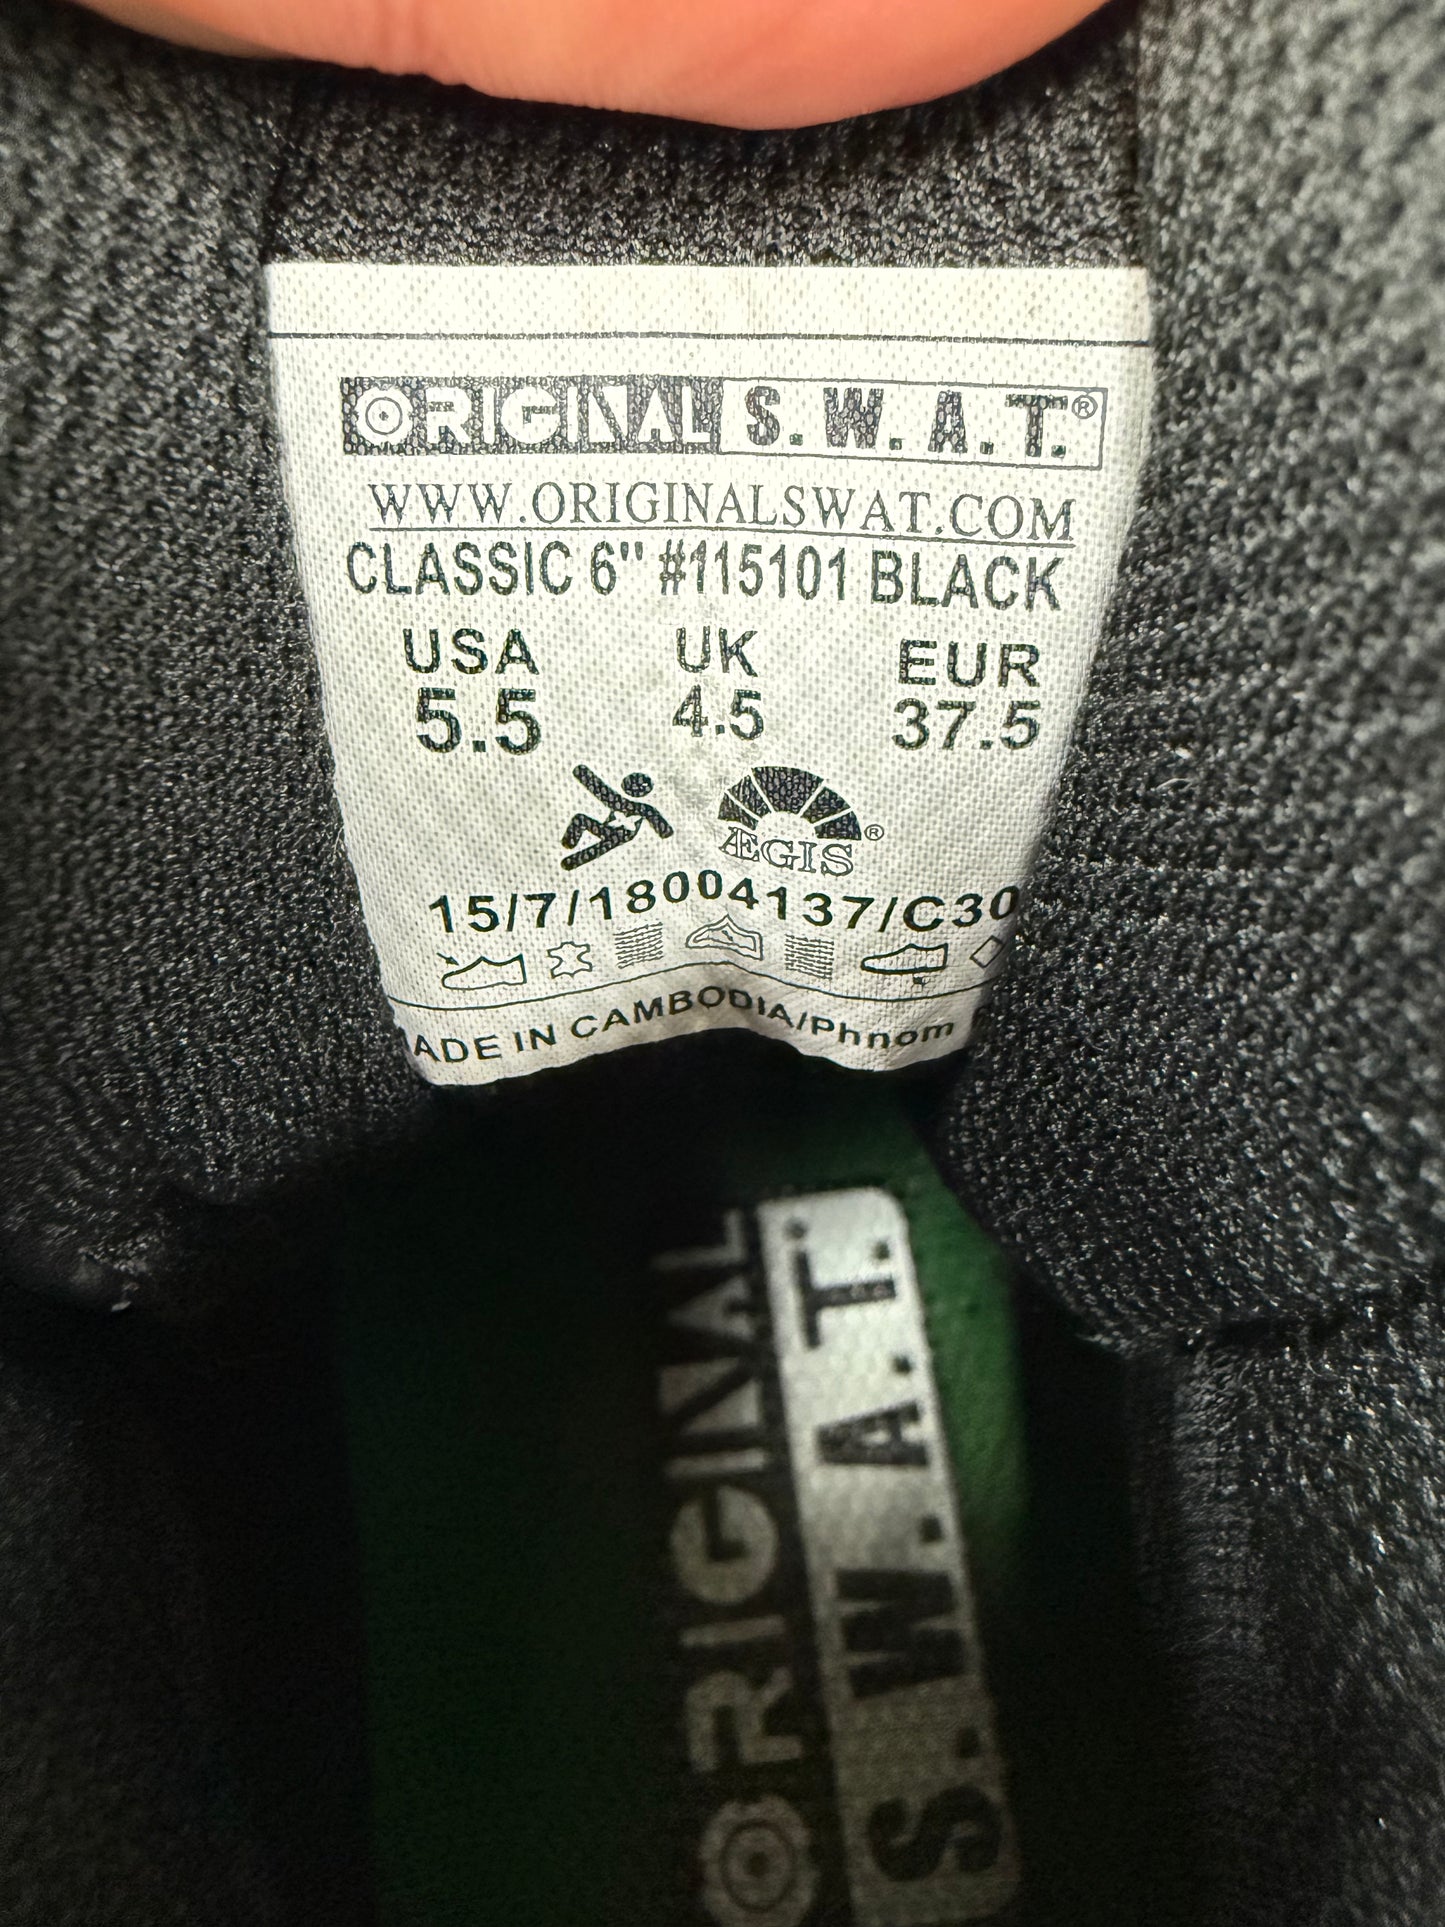 ORIGINAL S.W.A.T.®
WWW.ORIGINALSWAT.COM
CLASSIC 6" #115101 BLACK
USA UK EUR
5.5 4.5 37.5
ÆGIS®
15/7/18004137/C30
ADE IN CAMBODIA/Phnom
ORIGINAL S.W.A.T.